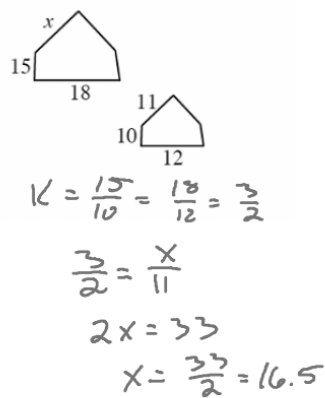 x
15
18
11
10
12
K = 15/10 = 18/12 = 3/2
3/2 = x/11
2x = 33
x = 33/2 = 16.5